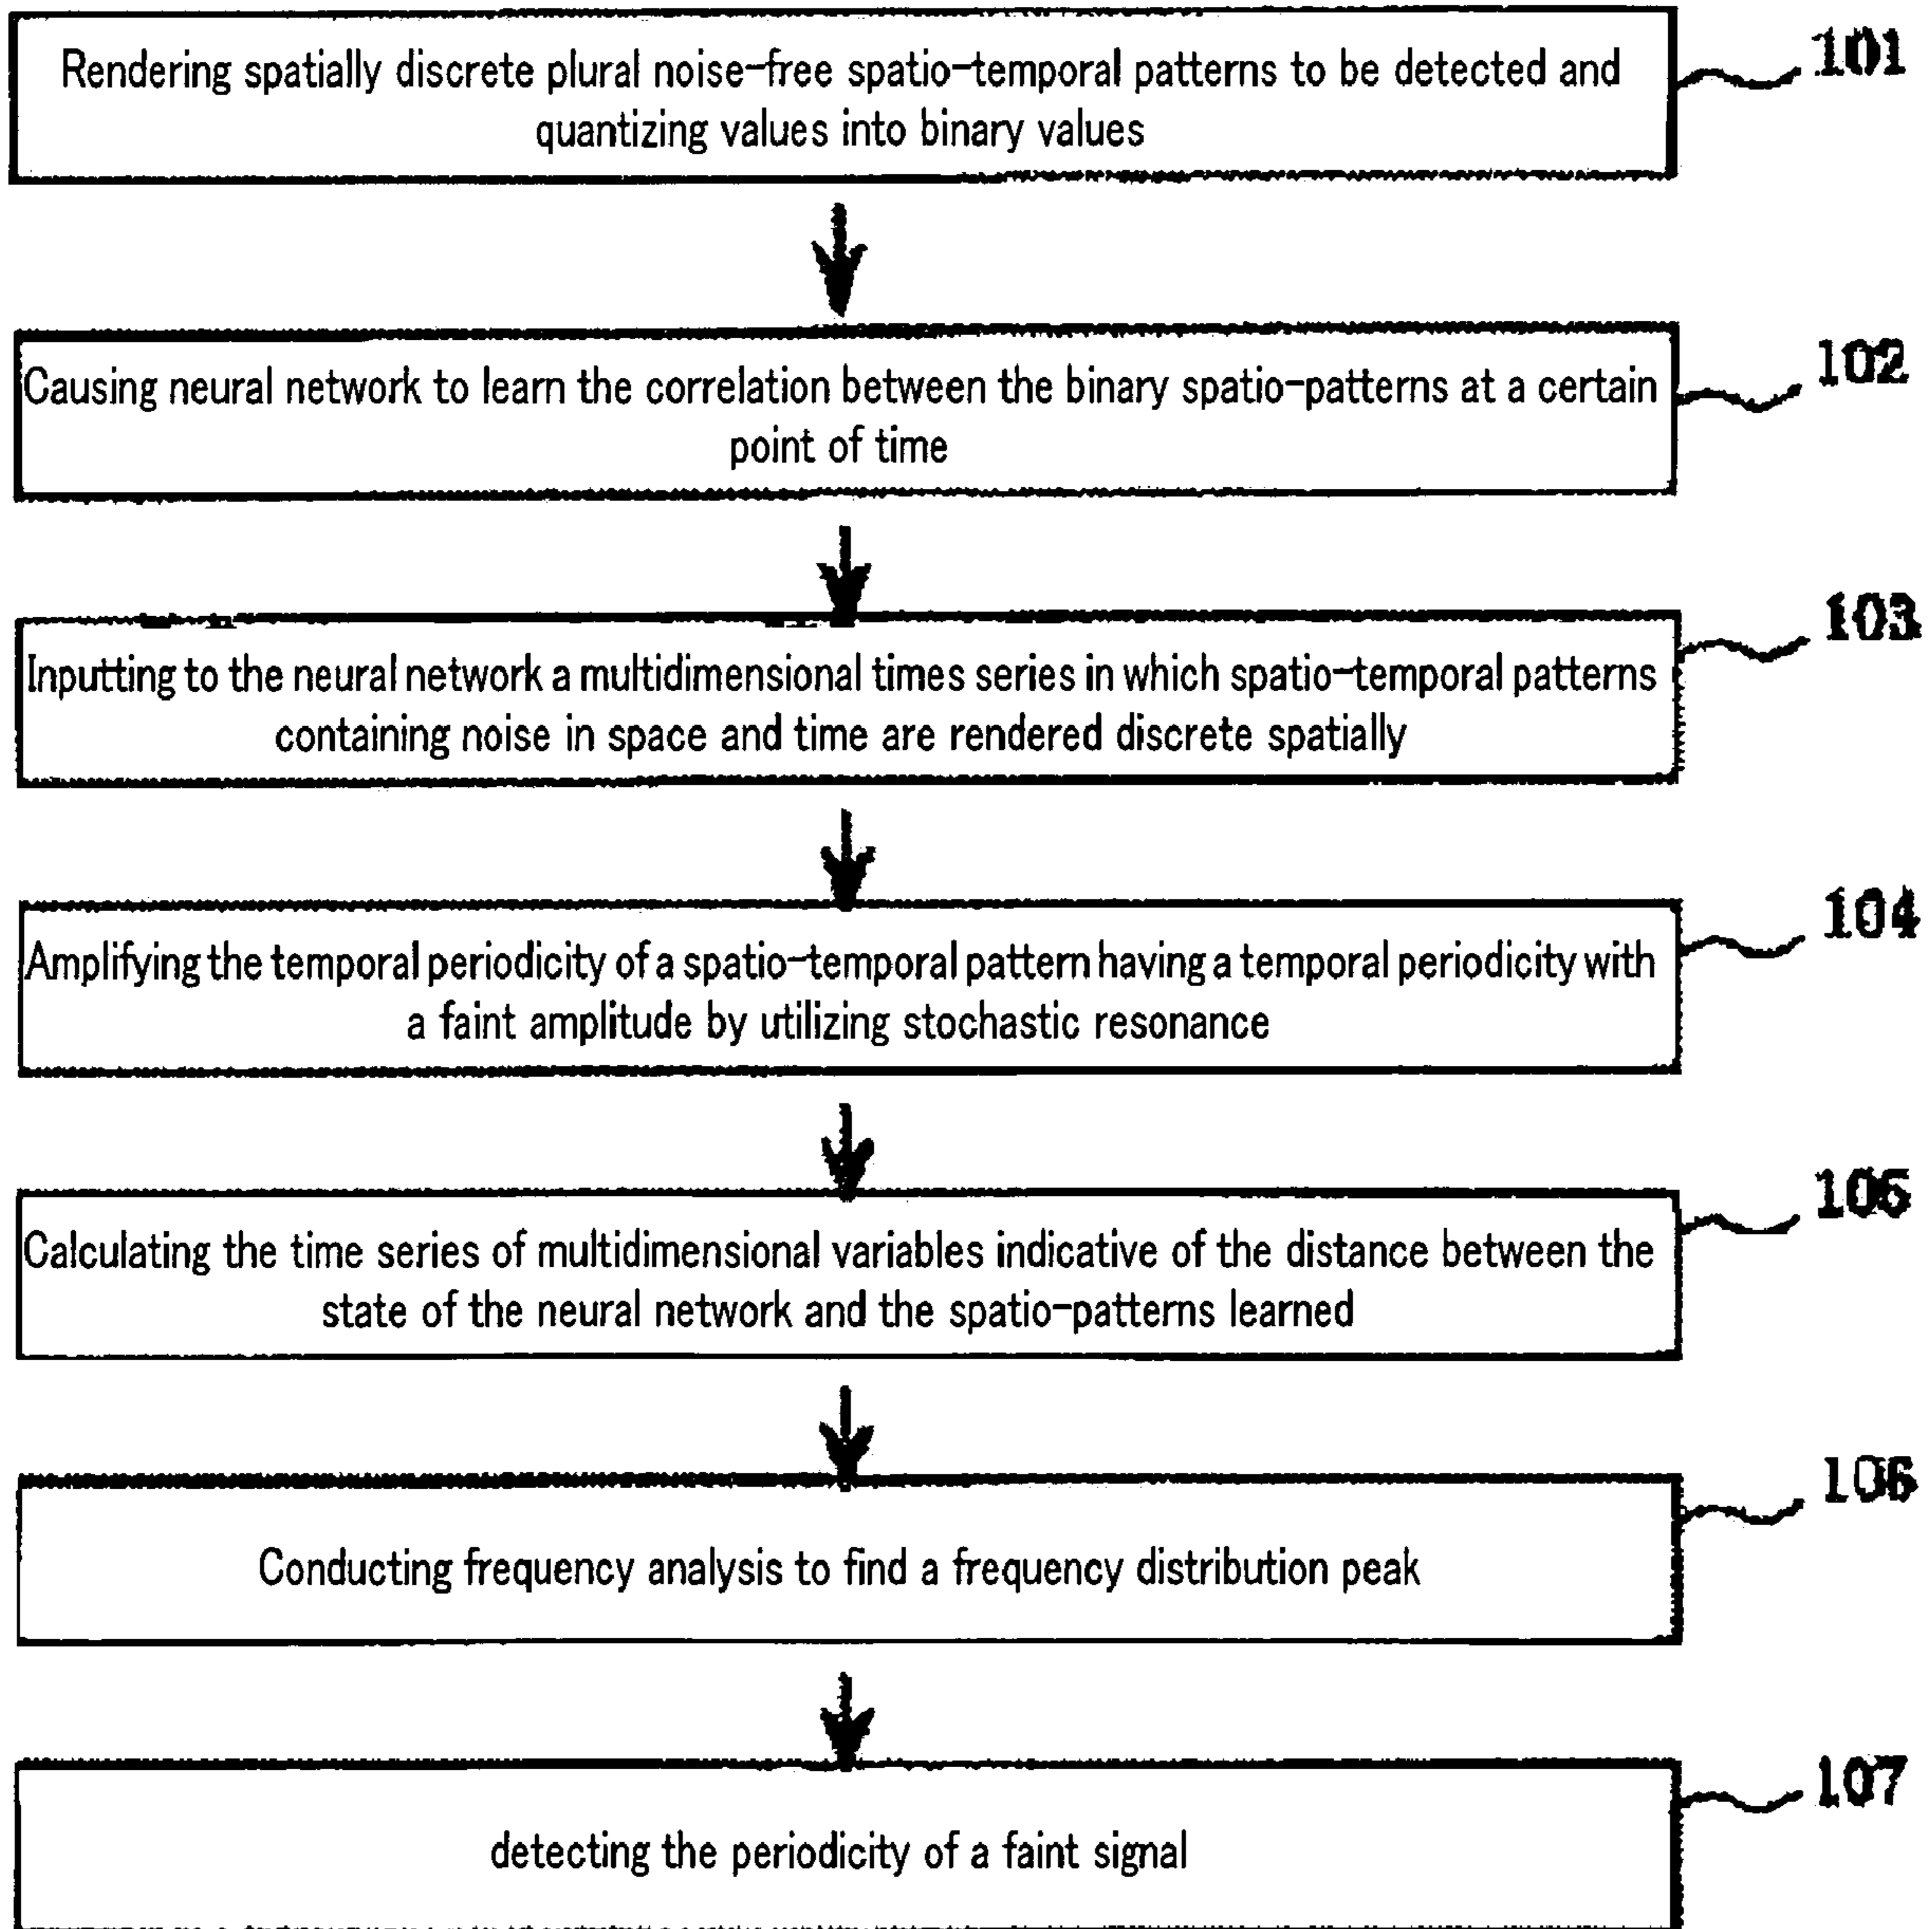 Rendering spatially discrete plural noise-free spatio-temporal patterns to be detected and
quantizing values into binary values
101
Causing neural network to learn the correlation between the binary spatio-patterns at a certain
point of time
102
Inputting to the neural network a multidimensional times series in which spatio-temporal patterns
containing noise in space and time are rendered discrete spatially
103
Amplifying the temporal periodicity of a spatio-temporal pattern having a temporal periodicity with
a faint amplitude by utilizing stochastic resonance
104
Calculating the time series of multidimensional variables indicative of the distance between the
state of the neural network and the spatio-patterns learned
105
Conducting frequency analysis to find a frequency distribution peak
106
detecting the periodicity of a faint signal
107